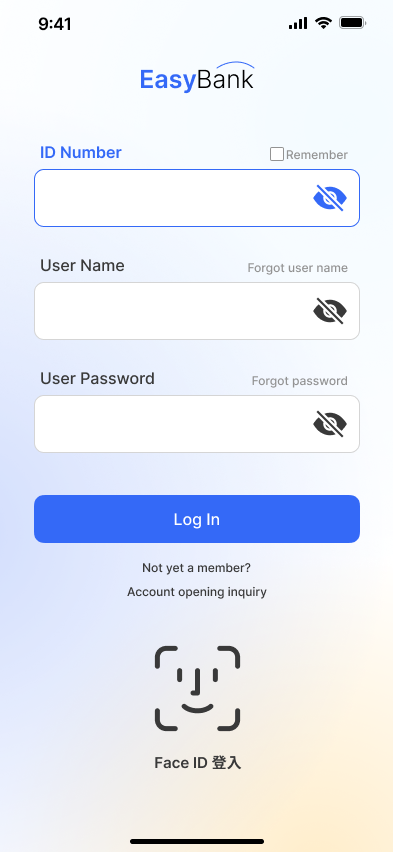 9:41
EasyBank
ID Number
Remember
User Name
Forgot user name
User Password
Forgot password
Log In
Not yet a member?
Account opening inquiry
Face ID 登入